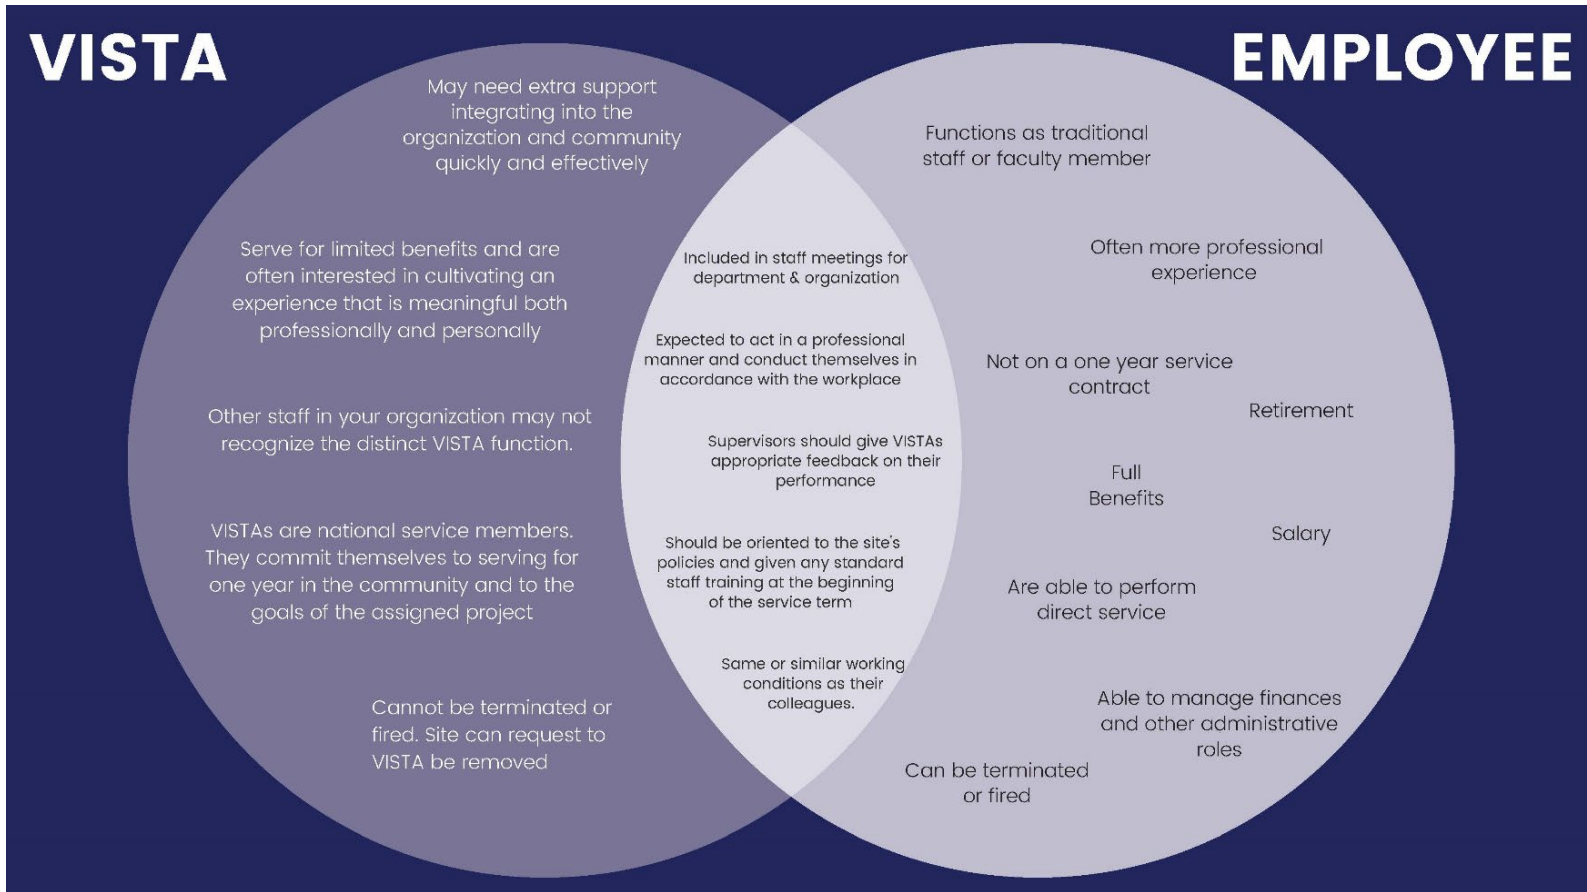 VISTA
EMPLOYEE
May need extra support
integrating into the
organization and community
quickly and effectively
Serve for limited benefits and are
often interested in cultivating an
experience that is meaningful both
professionally and personally
Other staff in your organization may not
recognize the distinct VISTA function.
VISTAs are national service members.
They commit themselves to serving for
one year in the community and to the
goals of the assigned project
Cannot be terminated or
fired. Site can request to
VISTA be removed
Included in staff meetings for
department & organization
Expected to act in a professional
manner and conduct themselves in
accordance with the workplace
Supervisors should give VISTAs
appropriate feedback on their
performance
Should be oriented to the site's
policies and given any standard
staff training at the beginning
of the service term
Same or similar working
conditions as their
colleagues.
Functions as traditional
staff or faculty member
Often more professional
experience
Not on a one year service
contract
Retirement
Full
Benefits
Salary
Are able to perform
direct service
Able to manage finances
and other administrative
roles
Can be terminated
or fired